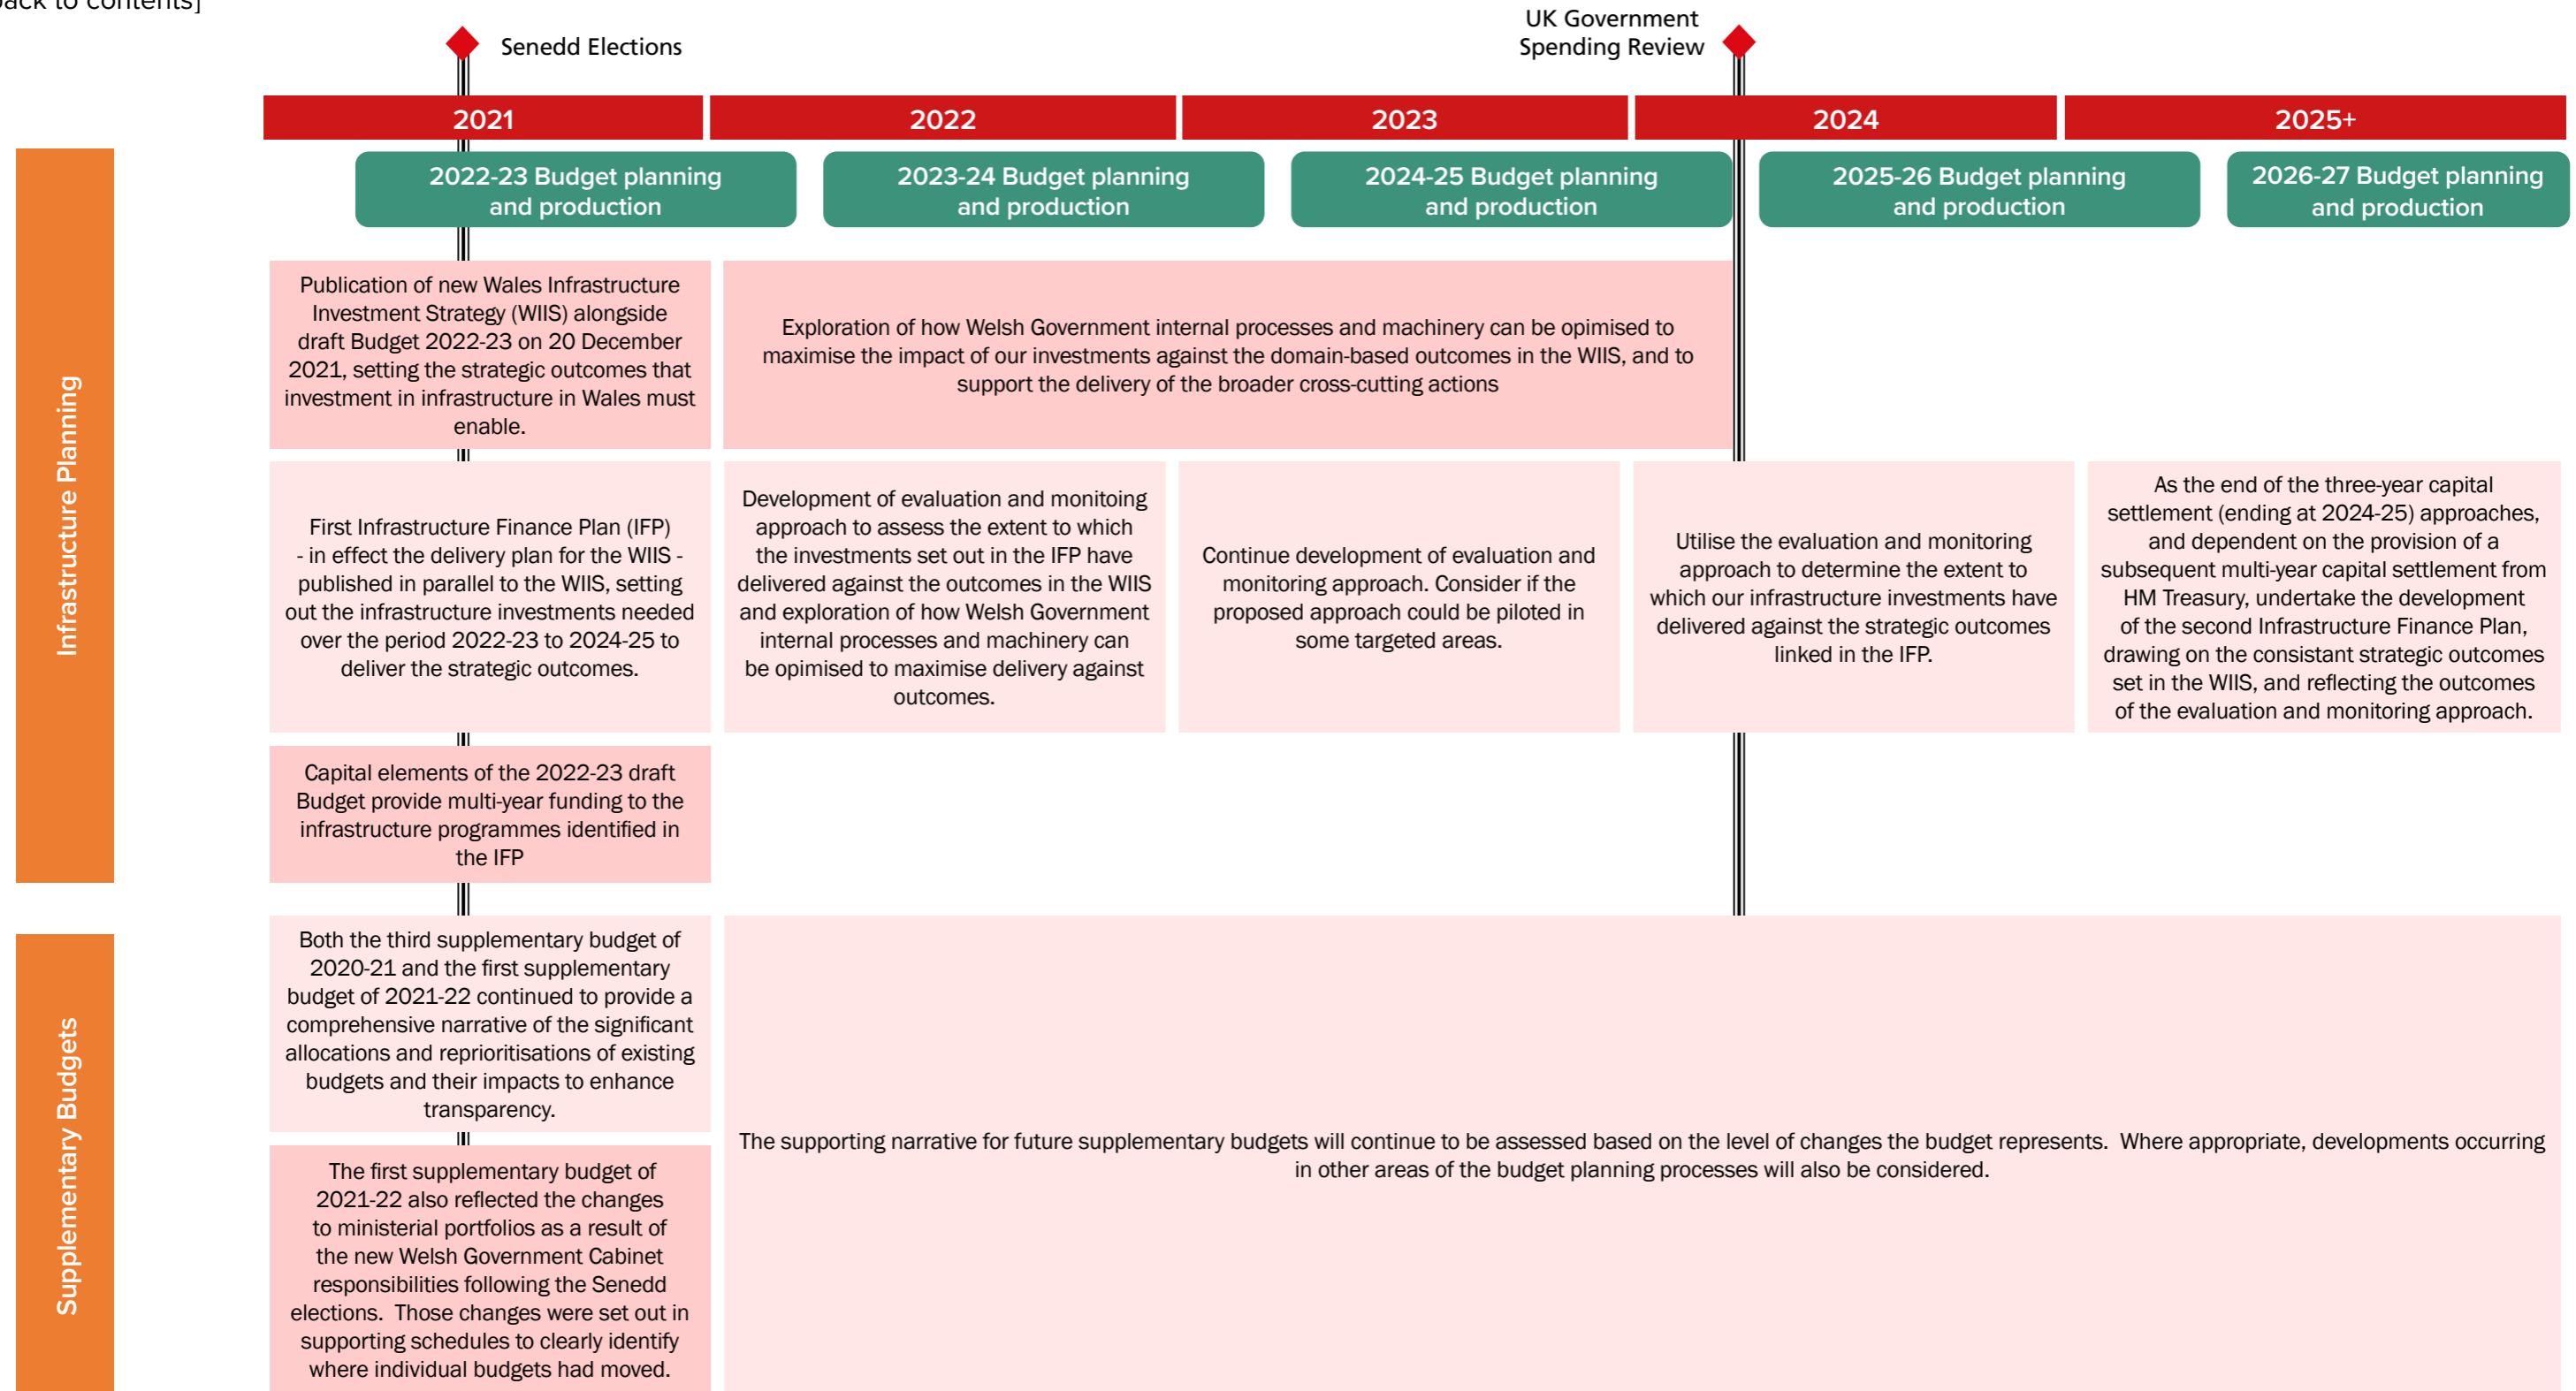 back to contents]
Senedd Elections
UK Government
Spending Review
2021
2022
2023
2024
2025+
2022-23 Budget planning
and production
2023-24 Budget planning
and production
2024-25 Budget planning
and production
2025-26 Budget planning
and production
2026-27 Budget planning
and production
Infrastructure Planning
Publication of new Wales Infrastructure
Investment Strategy (WIIS) alongside
draft Budget 2022-23 on 20 December
2021, setting the strategic outcomes that
investment in infrastructure in Wales must
enable.
Exploration of how Welsh Government internal processes and machinery can be opimised to
maximise the impact of our investments against the domain-based outcomes in the WIIS, and to
support the delivery of the broader cross-cutting actions
First Infrastructure Finance Plan (IFP)
- in effect the delivery plan for the WIIS -
published in parallel to the WIIS, setting
out the infrastructure investments needed
over the period 2022-23 to 2024-25 to
deliver the strategic outcomes.
Development of evaluation and monitoing
approach to assess the extent to which
the investments set out in the IFP have
delivered against the outcomes in the WIIS
and exploration of how Welsh Government
internal processes and machinery can
be opimised to maximise delivery against
outcomes.
Continue development of evaluation and
monitoring approach. Consider if the
proposed approach could be piloted in
some targeted areas.
Utilise the evaluation and monitoring
approach to determine the extent to
which our infrastructure investments have
delivered against the strategic outcomes
linked in the IFP.
As the end of the three-year capital
settlement (ending at 2024-25) approaches,
and dependent on the provision of a
subsequent multi-year capital settlement from
HM Treasury, undertake the development
of the second Infrastructure Finance Plan,
drawing on the consistant strategic outcomes
set in the WIIS, and reflecting the outcomes
of the evaluation and monitoring approach.
Capital elements of the 2022-23 draft
Budget provide multi-year funding to the
infrastructure programmes identified in
the IFP
Supplementary Budgets
Both the third supplementary budget of
2020-21 and the first supplementary
budget of 2021-22 continued to provide a
comprehensive narrative of the significant
allocations and reprioritisations of existing
budgets and their impacts to enhance
transparency.
The first supplementary budget of
2021-22 also reflected the changes
to ministerial portfolios as a result of
the new Welsh Government Cabinet
responsibilities following the Senedd
elections.  Those changes were set out in
supporting schedules to clearly identify
where individual budgets had moved.
The supporting narrative for future supplementary budgets will continue to be assessed based on the level of changes the budget represents.  Where appropriate, developments occurring
in other areas of the budget planning processes will also be considered.